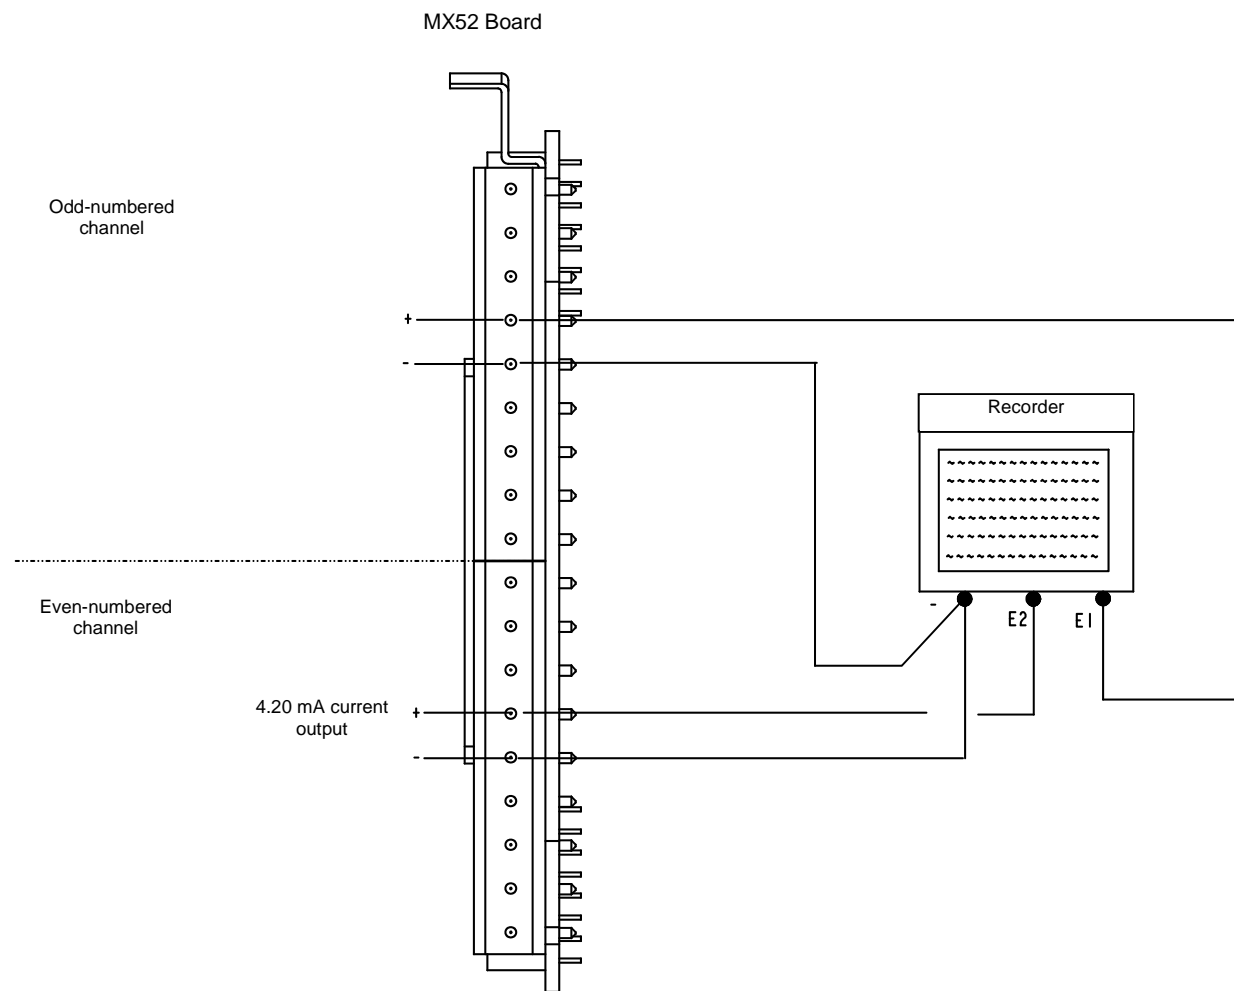 MX52 Board
Odd-numbered
channel
+
-
Recorder
Even-numbered
channel
-
E2
E1
4.20 mA current
output
+
-